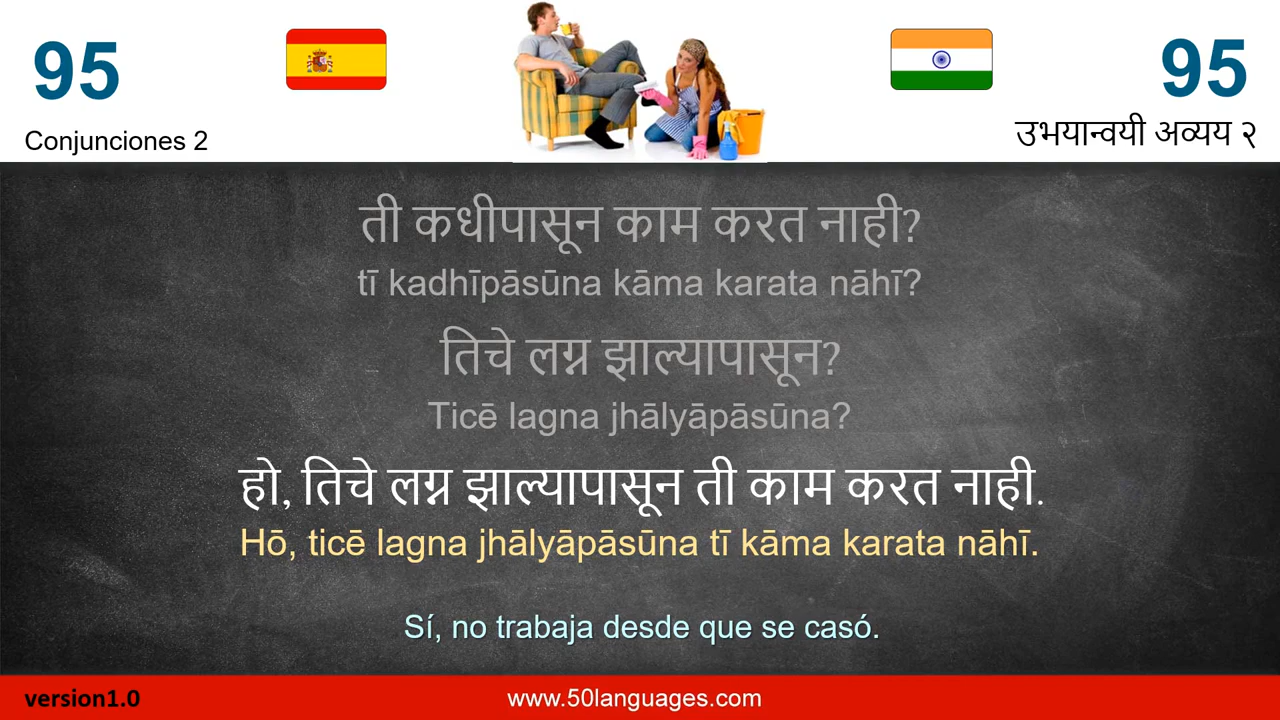 95
95
Conjunciones 2
उभयान्वयी अव्यय २
ती कधीपासून काम करत नाही?
tī kadhīpāsūna kāma karata nāhī?
तिचे लग्न झाल्यापासून?
Ticē lagna jhālyāpāsūna?
हो, तिचे लग्न झाल्यापासून ती काम करत नाही.
Hō, ticē lagna jhālyāpāsūna tī kāma karata nāhī.
Sí, no trabaja desde que se casó.
version1.0
www.50languages.com